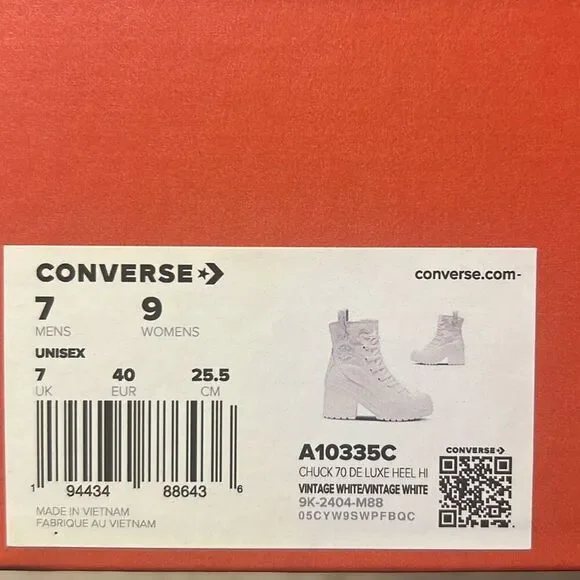 CONVERSE
converse.com-
7 9
MENS WOMENS
UNISEX
7 40 25.5
UK EUR CM
1 94434 88643 6
MADE IN VIETNAM
FABRIQUE AU VIETNAM
A10335C
CHUCK 70 DE LUXE HEEL HI
VINTAGE WHITE/VINTAGE WHITE
9K-2404-M88
05CYW9SWPFBQC
CONVERSE